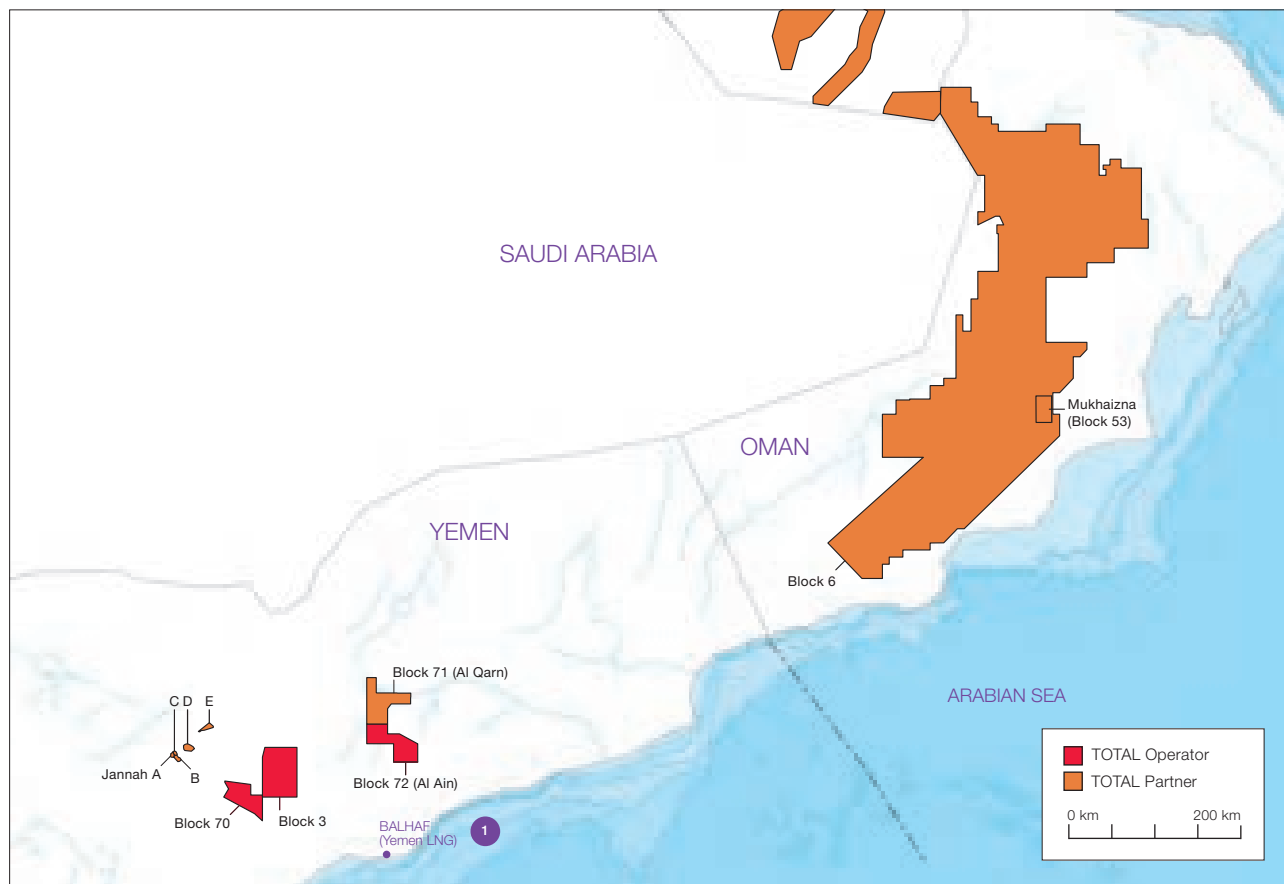 SAUDI ARABIA
Mukhaizna
(Block 53)
OMAN
YEMEN
Block 6
Block 71 (Al Qarn)
C D E
ARABIAN SEA
Jannah A
B
Block 72 (Al Ain)
Block 70
Block 3
BALHAF
(Yemen LNG)
1
TOTAL Operator
TOTAL Partner
0 km 200 km